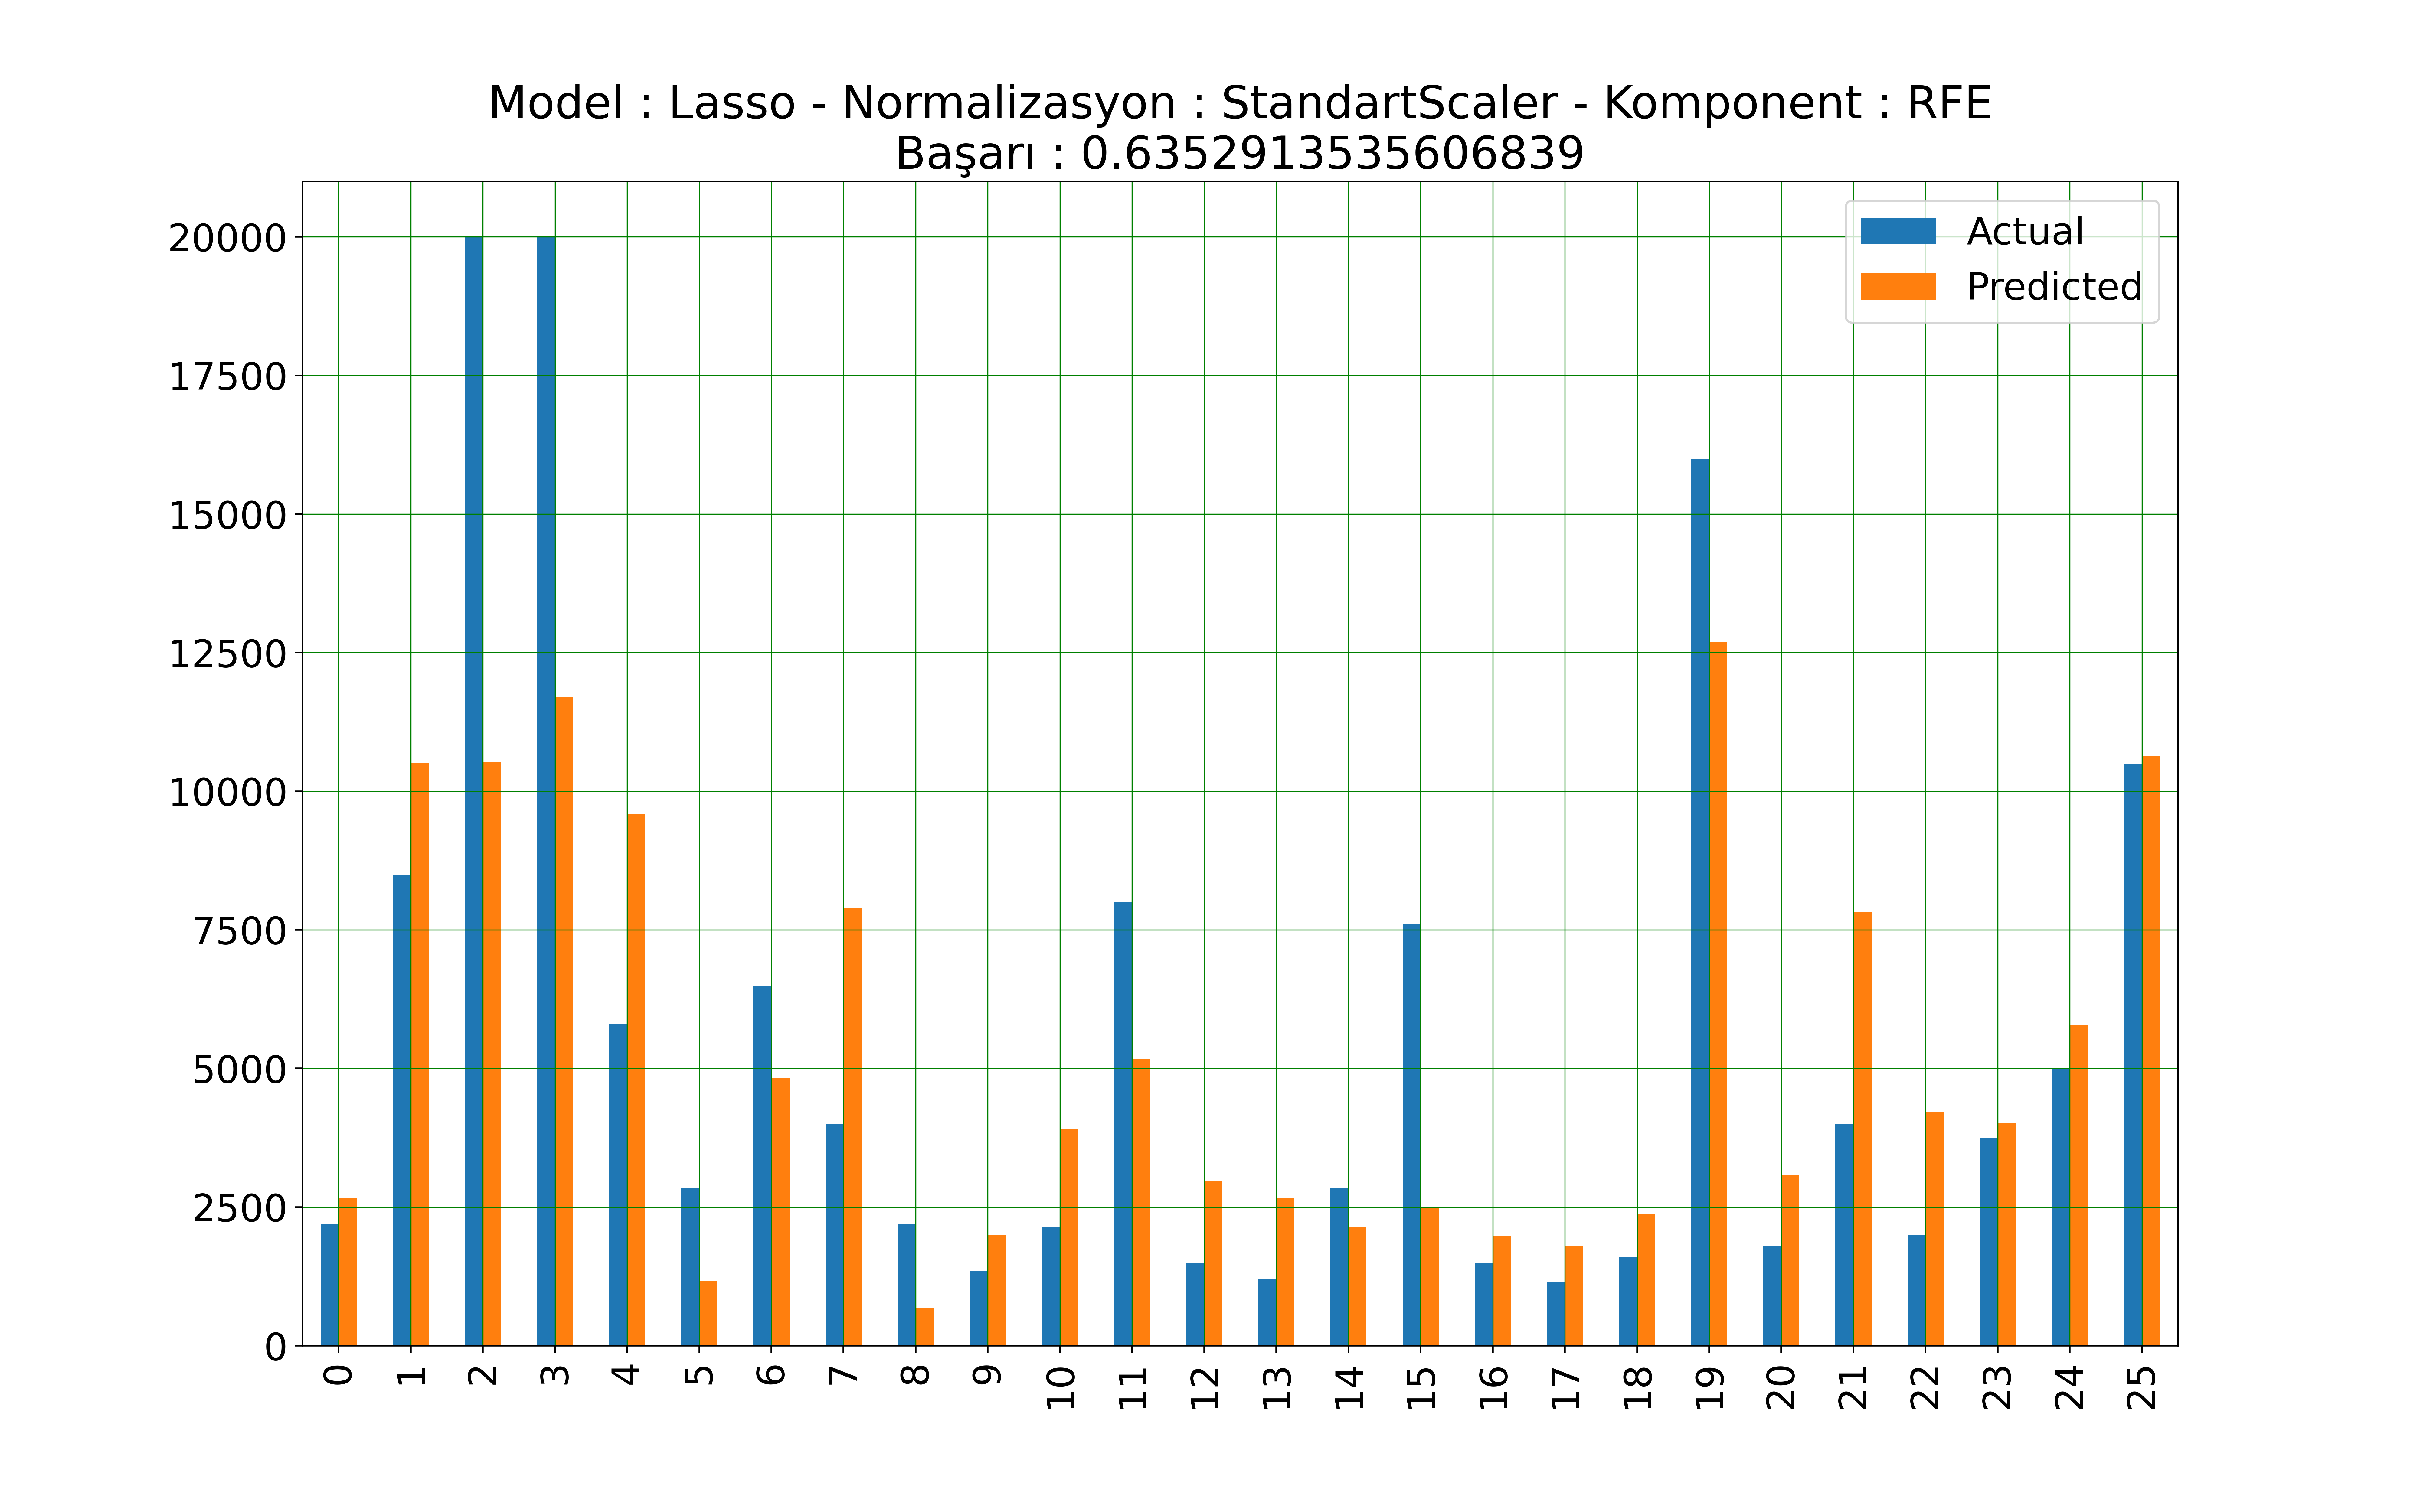 Model : Lasso - Normalizasyon : StandartScaler - Komponent : RFE
Başarı : 0.6352913535606839
Actual
Predicted
20000
17500
15000
12500
10000
7500
5000
2500
0
0 1 2 3 4 5 6 7 8 9 10 11 12 13 14 15 16 17 18 19 20 21 22 23 24 25